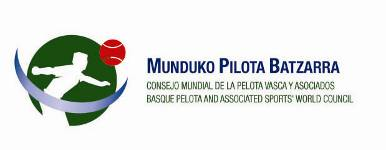 MUNDUKO PILOTA BATZARRA
CONSEJO MUNDIAL DE LA PELOTA VASCA Y ASOCIADOS
BASQUE PELOTA AND ASSOCIATED SPORTS' WORLD COUNCIL